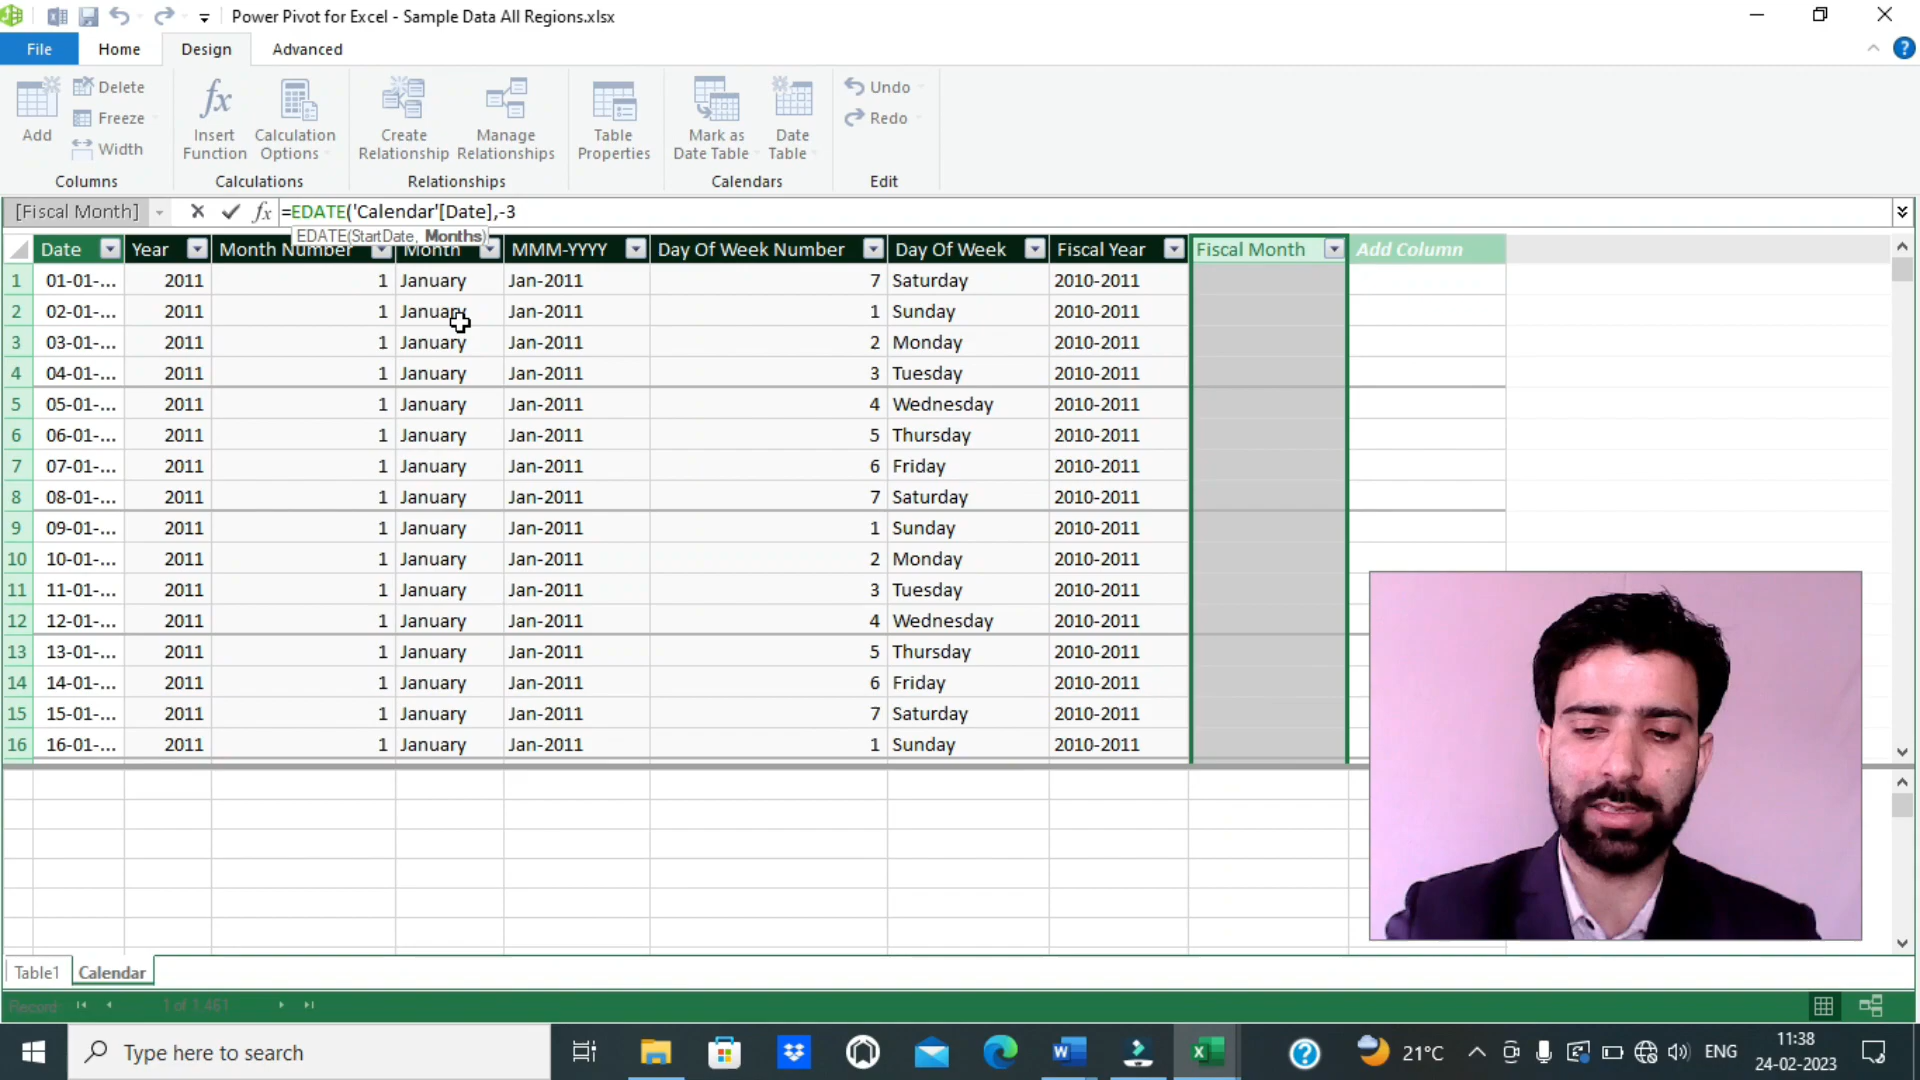 Power Pivot for Excel - Sample Data All Regions.xlsx
File Home Design Advanced
Add
Delete
Freeze
Width
Columns
Insert Function
Calculation Options
Calculations
Create Relationship
Manage Relationships
Relationships
Table Properties
Mark as Date Table
Date Table
Calendars
Undo
Redo
Edit
[Fiscal Month] fx =EDATE('Calendar'[Date],-3
EDATE(StartDate, Months)
Date Year Month Number Month MMM-YYYY Day Of Week Number Day Of Week Fiscal Year Fiscal Month Add Column
1 01-01-... 2011 1 January Jan-2011 7 Saturday 2010-2011
2 02-01-... 2011 1 January Jan-2011 1 Sunday 2010-2011
3 03-01-... 2011 1 January Jan-2011 2 Monday 2010-2011
4 04-01-... 2011 1 January Jan-2011 3 Tuesday 2010-2011
5 05-01-... 2011 1 January Jan-2011 4 Wednesday 2010-2011
6 06-01-... 2011 1 January Jan-2011 5 Thursday 2010-2011
7 07-01-... 2011 1 January Jan-2011 6 Friday 2010-2011
8 08-01-... 2011 1 January Jan-2011 7 Saturday 2010-2011
9 09-01-... 2011 1 January Jan-2011 1 Sunday 2010-2011
10 10-01-... 2011 1 January Jan-2011 2 Monday 2010-2011
11 11-01-... 2011 1 January Jan-2011 3 Tuesday 2010-2011
12 12-01-... 2011 1 January Jan-2011 4 Wednesday 2010-2011
13 13-01-... 2011 1 January Jan-2011 5 Thursday 2010-2011
14 14-01-... 2011 1 January Jan-2011 6 Friday 2010-2011
15 15-01-... 2011 1 January Jan-2011 7 Saturday 2010-2011
16 16-01-... 2011 1 January Jan-2011 1 Sunday 2010-2011
Table1 Calendar
Record: 1 of 1,461
Type here to search
21°C
ENG
11:38
24-02-2023